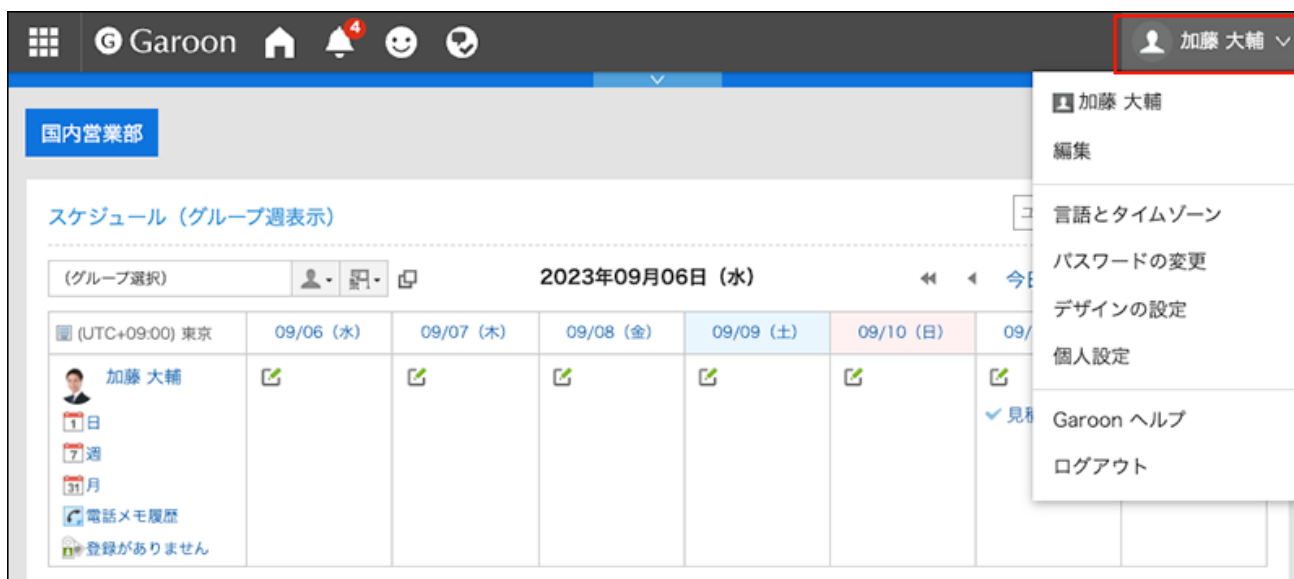 G Garoon 4 加藤 大輔
加藤 大輔
編集
言語とタイムゾーン
パスワードの変更
デザインの設定
個人設定
Garoon ヘルプ
ログアウト
国内営業部
スケジュール（グループ週表示）
（グループ選択） 2023年09月06日（水）
(UTC+09:00) 東京 09/06（水） 09/07（木） 09/08（金） 09/09（土） 09/10（日） 09/
加藤 大輔
1 日
7 週
31 月
電話メモ履歴
登録がありません